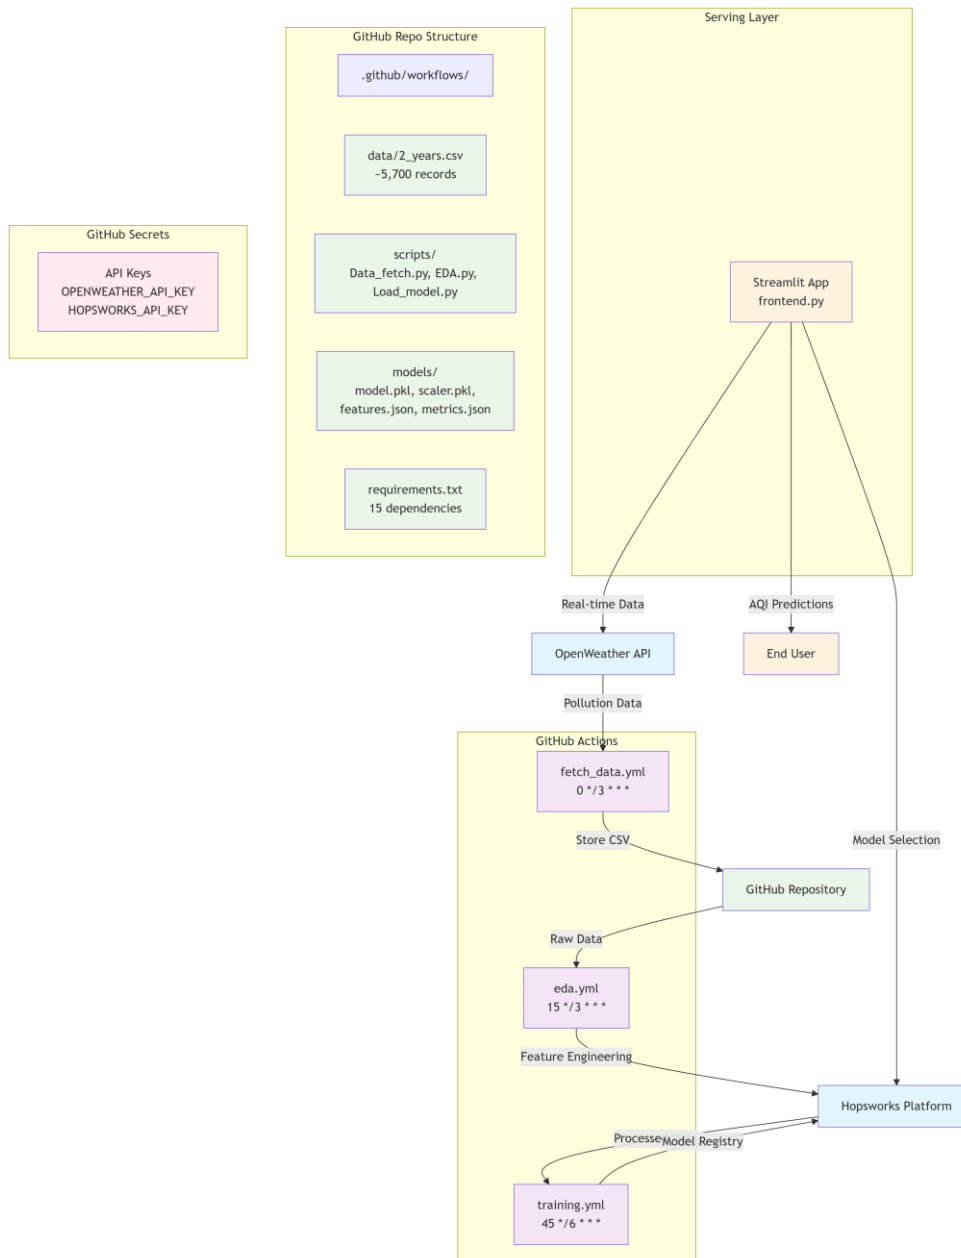 Serving Layer
GitHub Repo Structure
.github/workflows/
data/2_years.csv
~5,700 records
GitHub Secrets
API Keys
OPENWEATHER_API_KEY
HOPSWORKS_API_KEY
scripts/
Data_fetch.py, EDA.py,
Load_model.py
Streamlit App
frontend.py
models/
model.pkl, scaler.pkl,
features.json, metrics.json
requirements.txt
15 dependencies
Real-time Data
AQI Predictions
OpenWeather API
End User
Pollution Data
GitHub Actions
fetch_data.yml
0 */3 * * *
Store CSV
Model Selection
GitHub Repository
Raw Data
eda.yml
15 */3 * * *
Feature Engineering
Hopsworks Platform
Model Registry
training.yml
45 */6 * * *